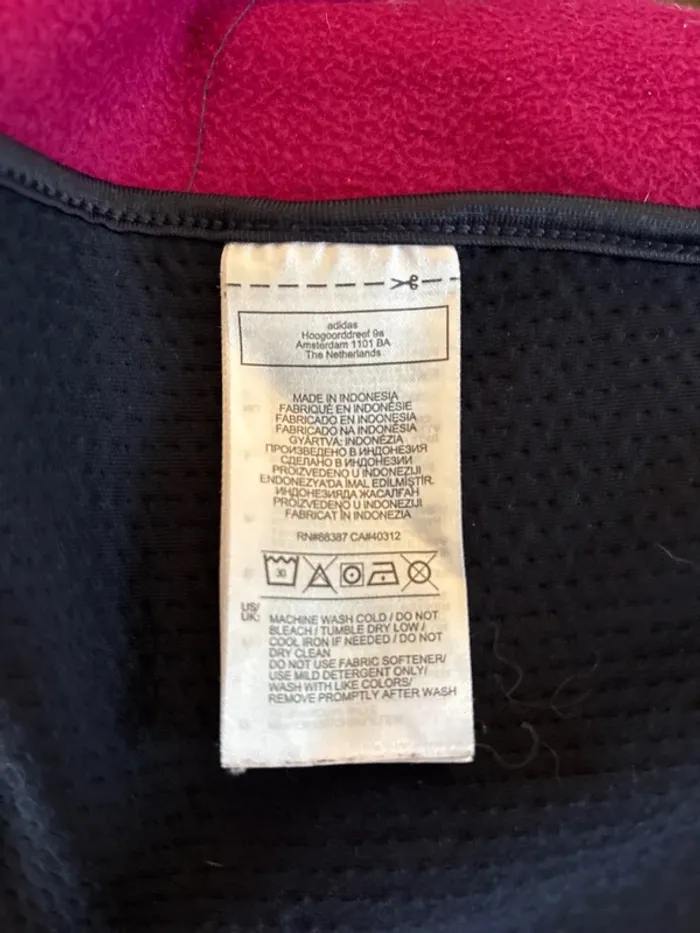 adidas
Hoogoorddreef 9a
Amsterdam 1101 BA
The Netherlands
MADE IN INDONESIA
FABRIQUÉ EN INDONÉSIE
FABRICADO EN INDONESIA
FABRICADO NA INDONÉSIA
GYÁRTVA: INDONÉZIA
ПРОИЗВЕДЕНО В ИНДОНЕЗИЯ
СДЕЛАНО В ИНДОНЕЗИИ
PROIZVEDENO U INDONEZIJI
ENDONEZYA'DA IMAL EDILMIŞTIR.
ИНДОНЕЗИЯДА ЖАСАЛҒАН
PROIZVEDENO U INDONEZIJI
FABRICAT ÎN INDONEZIA
RN#88387 CA#40312
30
US/
UK:
MACHINE WASH COLD / DO NOT
BLEACH / TUMBLE DRY LOW /
COOL IRON IF NEEDED / DO NOT
DRY CLEAN
DO NOT USE FABRIC SOFTENER/
USE MILD DETERGENT ONLY/
WASH WITH LIKE COLORS/
REMOVE PROMPTLY AFTER WASH